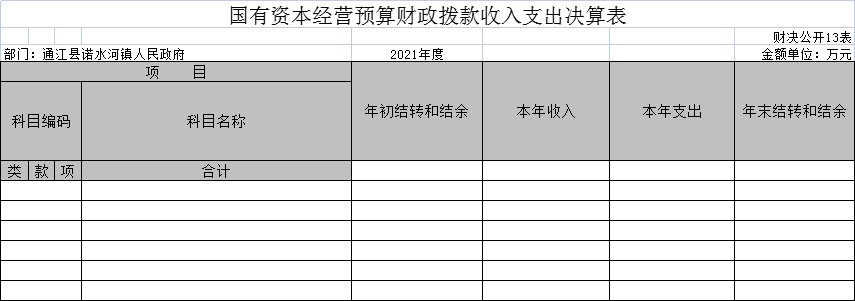 国有资本经营预算财政拨款收入支出决算表
财决公开13表
部门：通江县诺水河镇人民政府 2021年度 金额单位：万元
项 目 年初结转和结余 本年收入 本年支出 年末结转和结余
科目编码 科目名称
类 款 项 合计